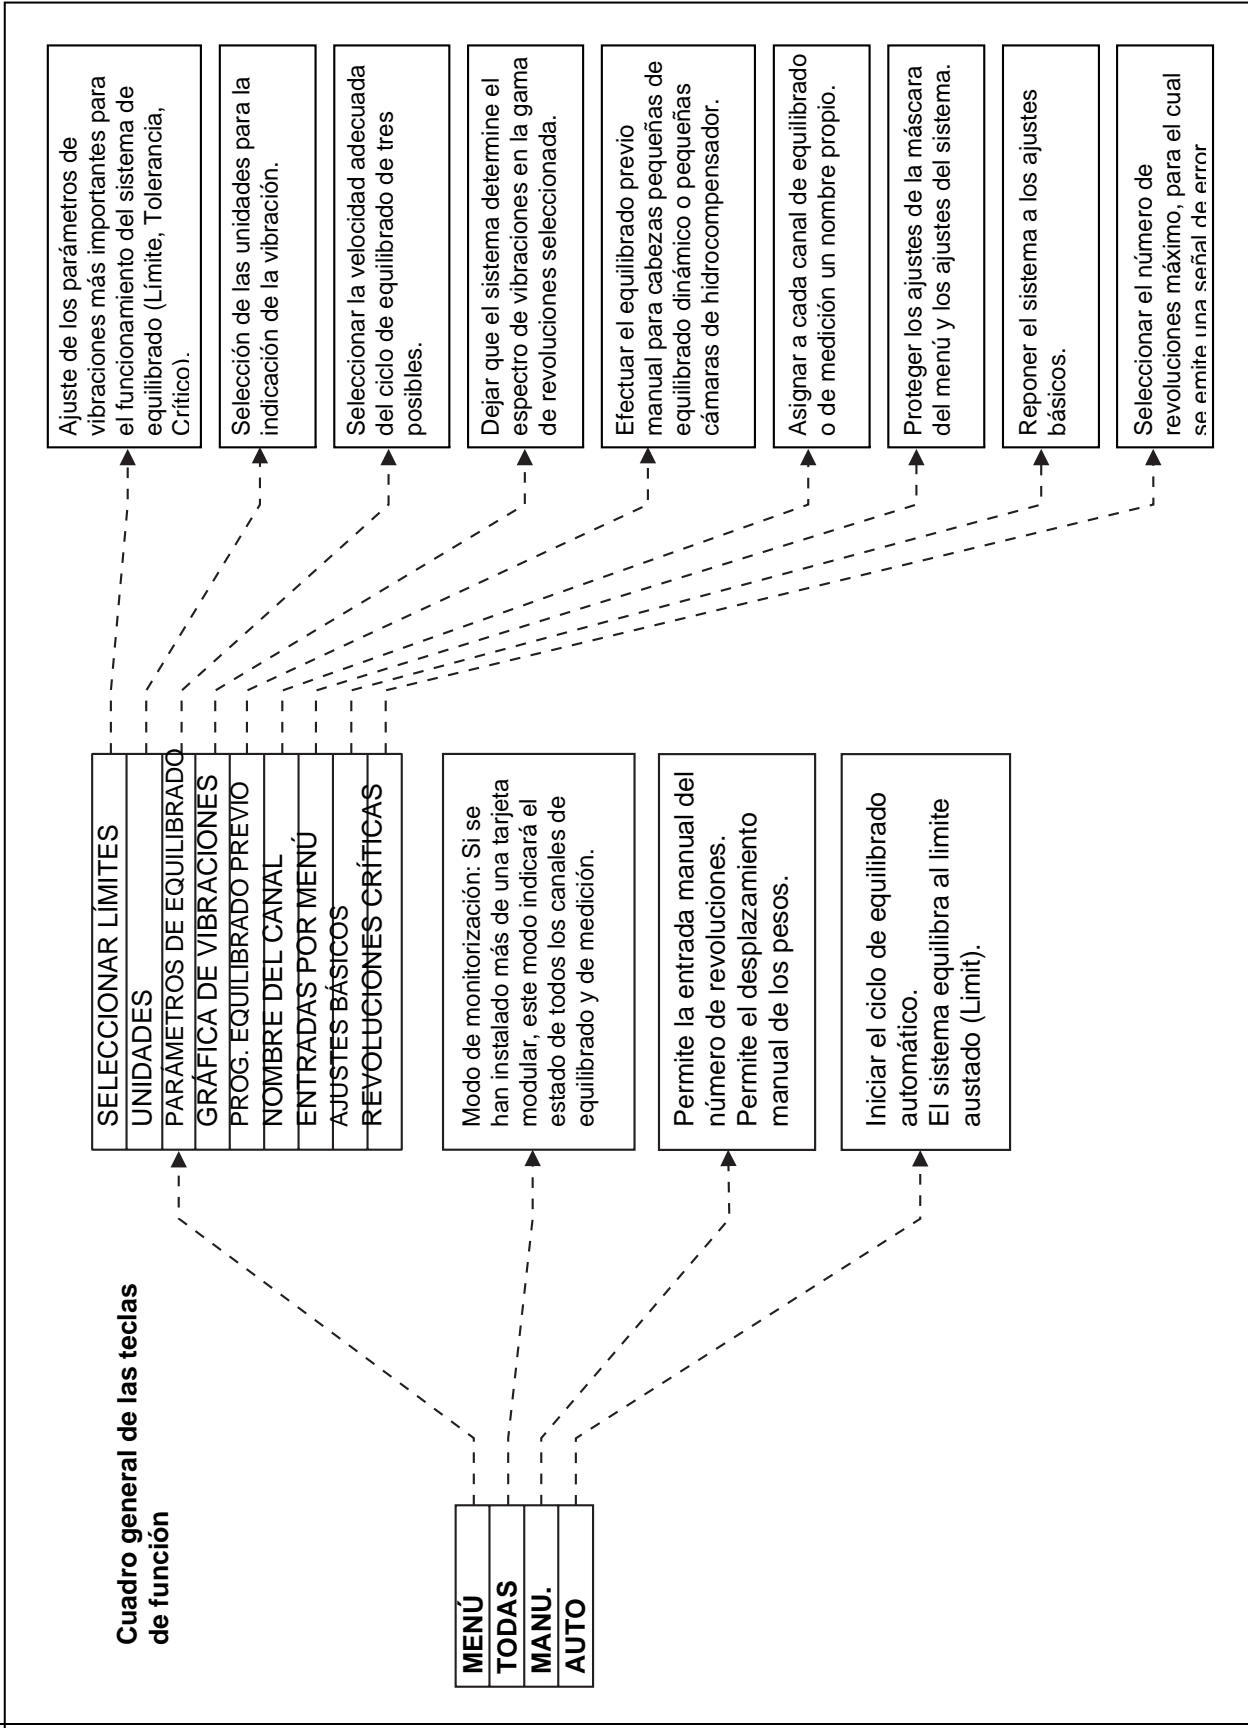 Cuadro general de las teclas
de función
MENÚ
TODAS
MANU.
AUTO
SELECCIONAR LÍMITES
UNIDADES
PARÁMETROS DE EQUILIBRADO
GRÁFICA DE VIBRACIONES
PROG. EQUILIBRADO PREVIO
NOMBRE DEL CANAL
ENTRADAS POR MENÚ
AJUSTES BÁSICOS
REVOLUCIONES CRÍTICAS
Modo de monitorización: Si se
han instalado más de una tarjeta
modular, este modo indicará el
estado de todos los canales de
equilibrado y de medición.
Permite la entrada manual del
número de revoluciones.
Permite el desplazamiento
manual de los pesos.
Iniciar el ciclo de equilibrado
automático.
El sistema equilibra al limite
austado (Limit).
Ajuste de los parámetros de
vibraciones más importantes para
el funcionamiento del sistema de
equilibrado (Límite, Tolerancia,
Crítico).
Selección de las unidades para la
indicación de la vibración.
Seleccionar la velocidad adecuada
del ciclo de equilibrado de tres
posibles.
Dejar que el sistema determine el
espectro de vibraciones en la gama
de revoluciones seleccionada.
Efectuar el equilibrado previo
manual para cabezas pequeñas de
equilibrado dinámico o pequeñas
cámaras de hidrocompensador.
Asignar a cada canal de equilibrado
o de medición un nombre propio.
Proteger los ajustes de la máscara
del menú y los ajustes del sistema.
Reponer el sistema a los ajustes
básicos.
Seleccionar el número de
revoluciones máximo, para el cual
se emite una señal de error